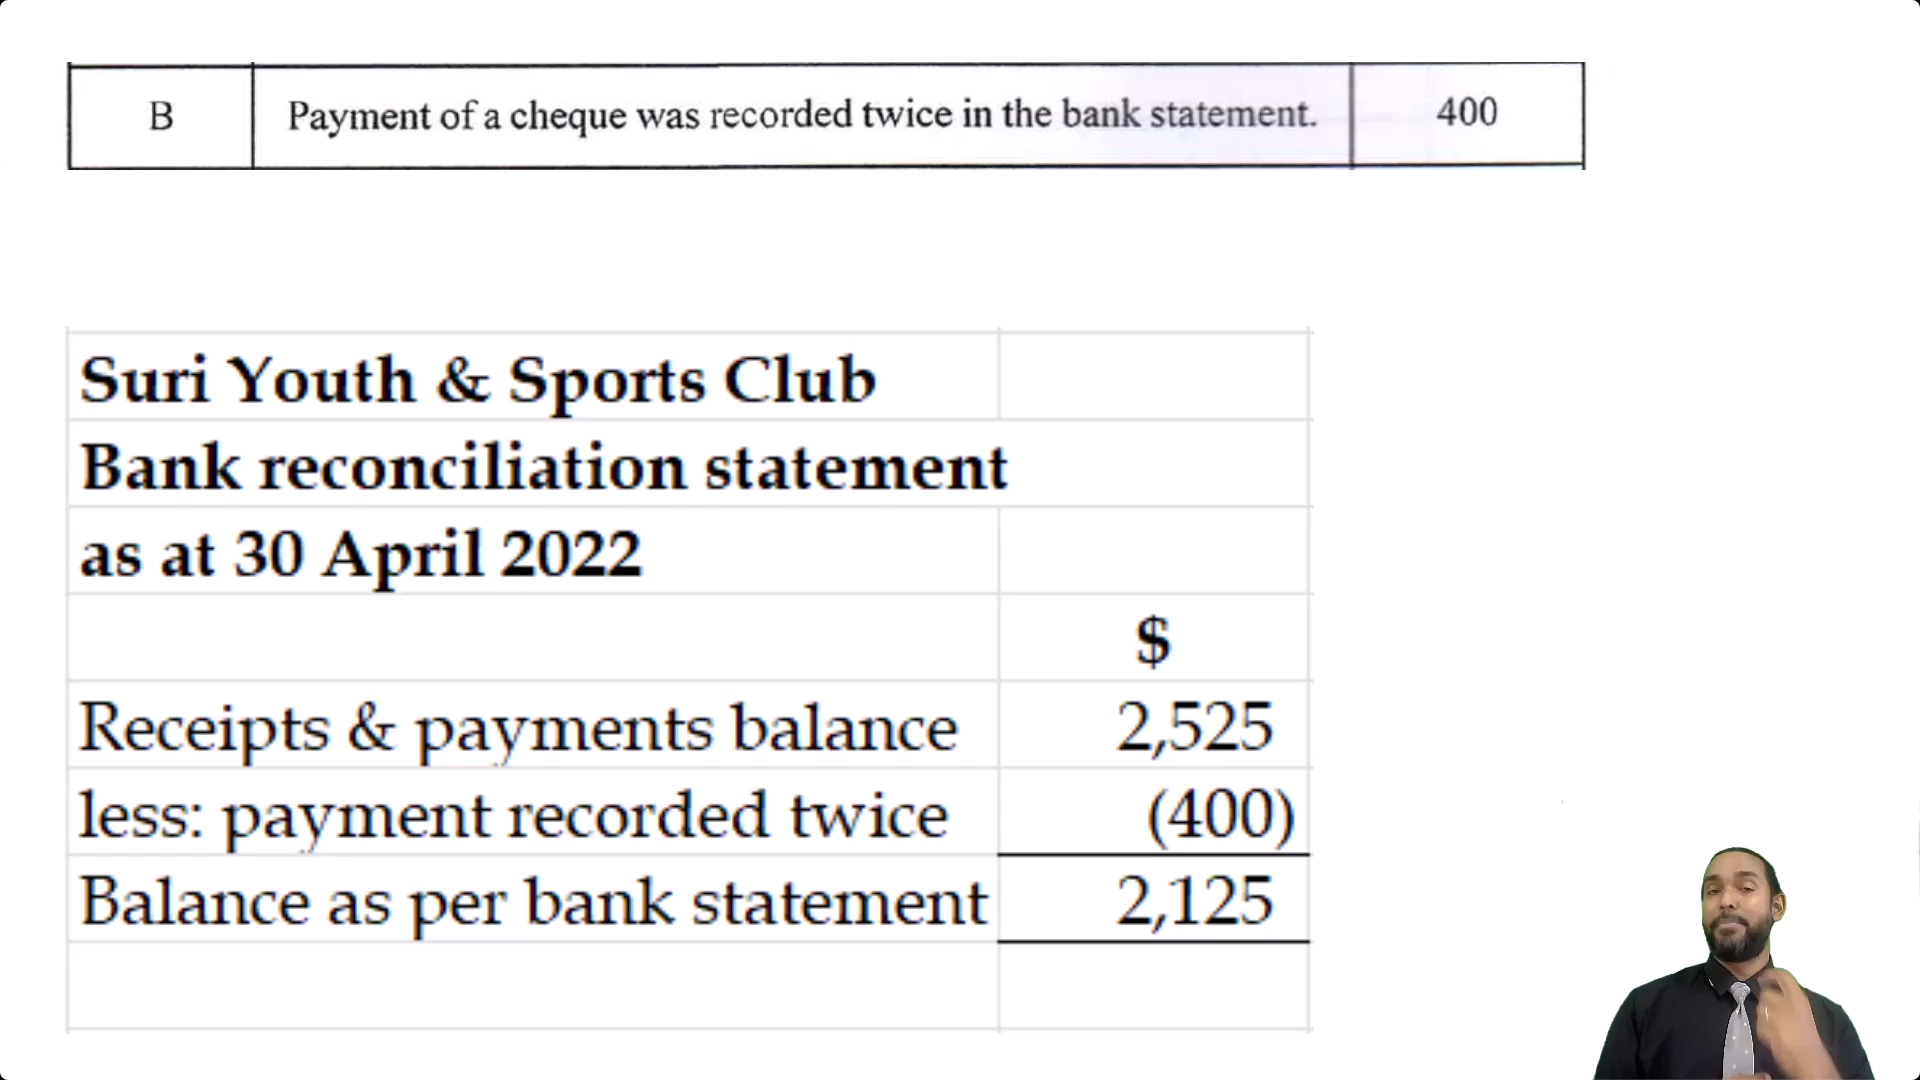 B Payment of a cheque was recorded twice in the bank statement. 400
Suri Youth & Sports Club
Bank reconciliation statement
as at 30 April 2022
$
Receipts & payments balance 2,525
less: payment recorded twice (400)
Balance as per bank statement 2,125